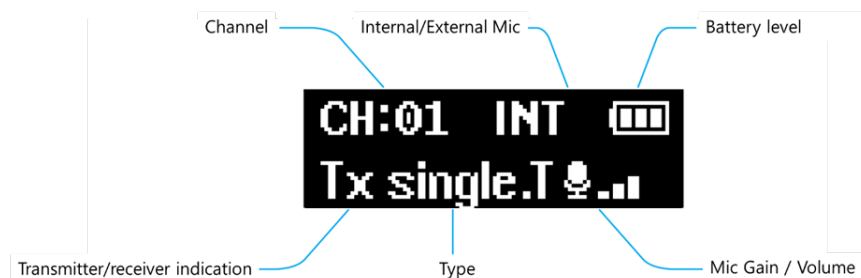 Channel Internal/External Mic Battery level
CH:01 INT
Tx single.T
Transmitter/receiver indication Type Mic Gain / Volume